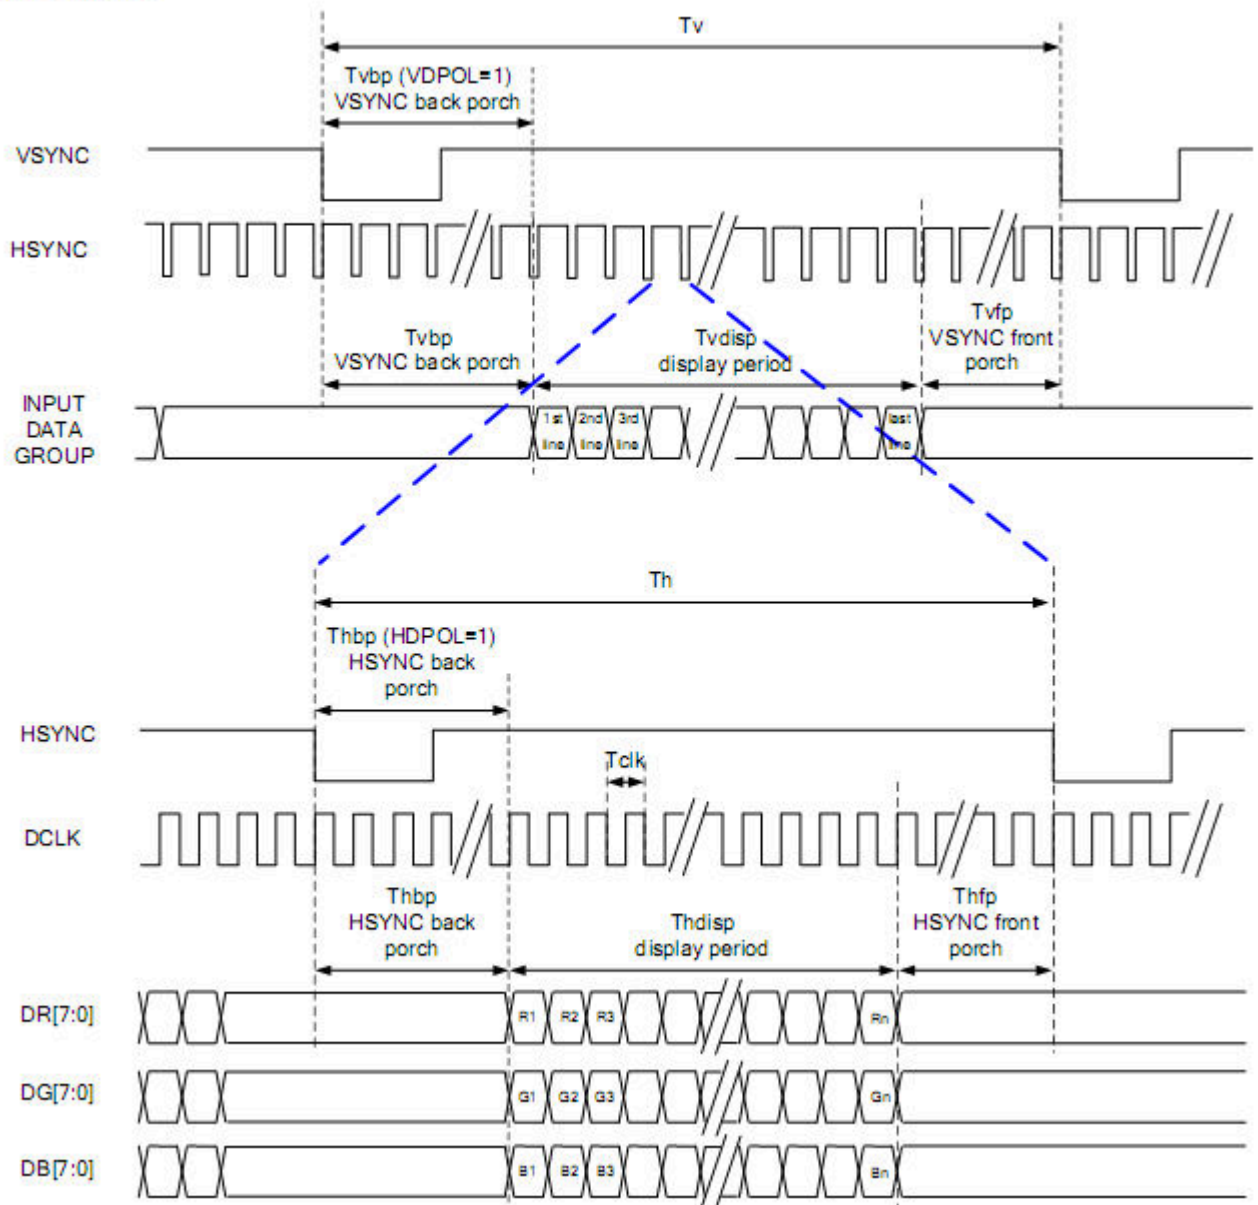 Tv
Tvbp (VDPOL=1)
VSYNC back porch
VSYNC
HSYNC
Tvbp
VSYNC back porch
Tvdisp
display period
Tvfp
VSYNC front
porch
INPUT
DATA
GROUP
1st
line
2nd
line
3rd
line
last
line
Th
Thbp (HDPOL=1)
HSYNC back
porch
HSYNC
Tclk
DCLK
Thbp
HSYNC back
porch
Thdisp
display period
Thfp
HSYNC front
porch
DR[7:0]
R1 R2 R3 Rn
DG[7:0]
G1 G2 G3 Gn
DB[7:0]
B1 B2 B3 Bn